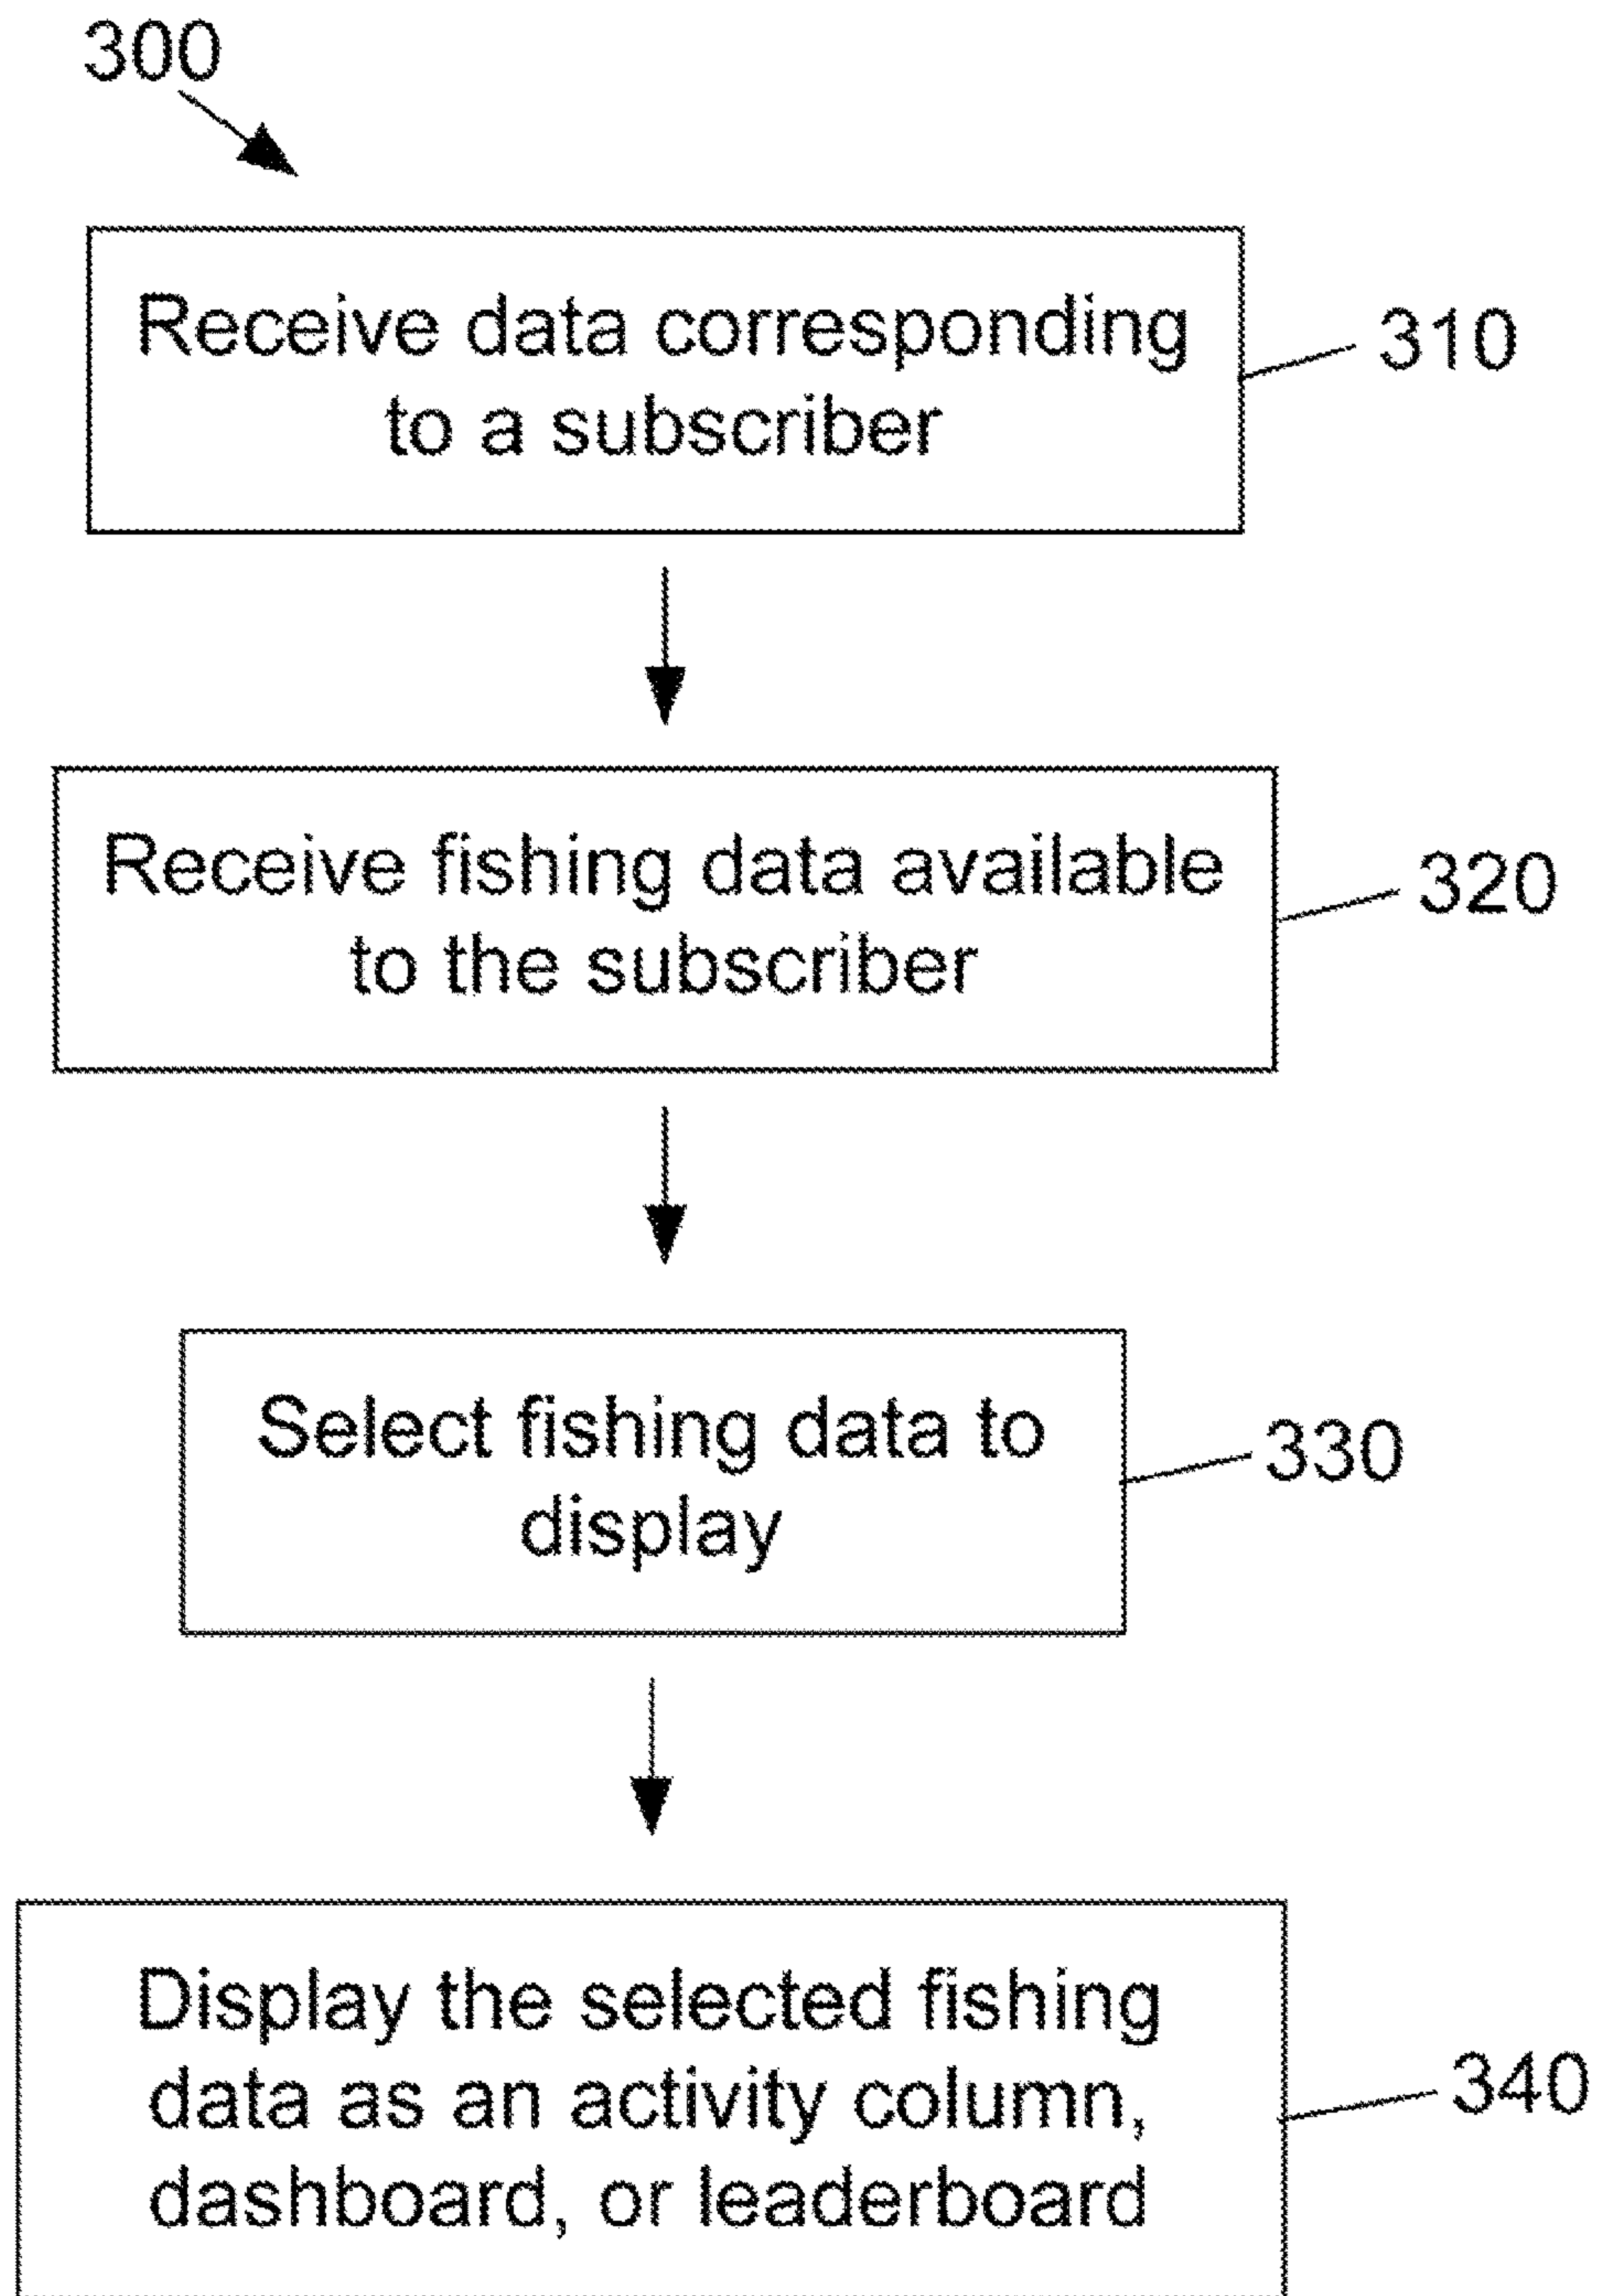 300
Receive data corresponding
to a subscriber
310
Receive fishing data available
to the subscriber
320
Select fishing data to
display
330
Display the selected fishing
data as an activity column,
dashboard, or leaderboard
340